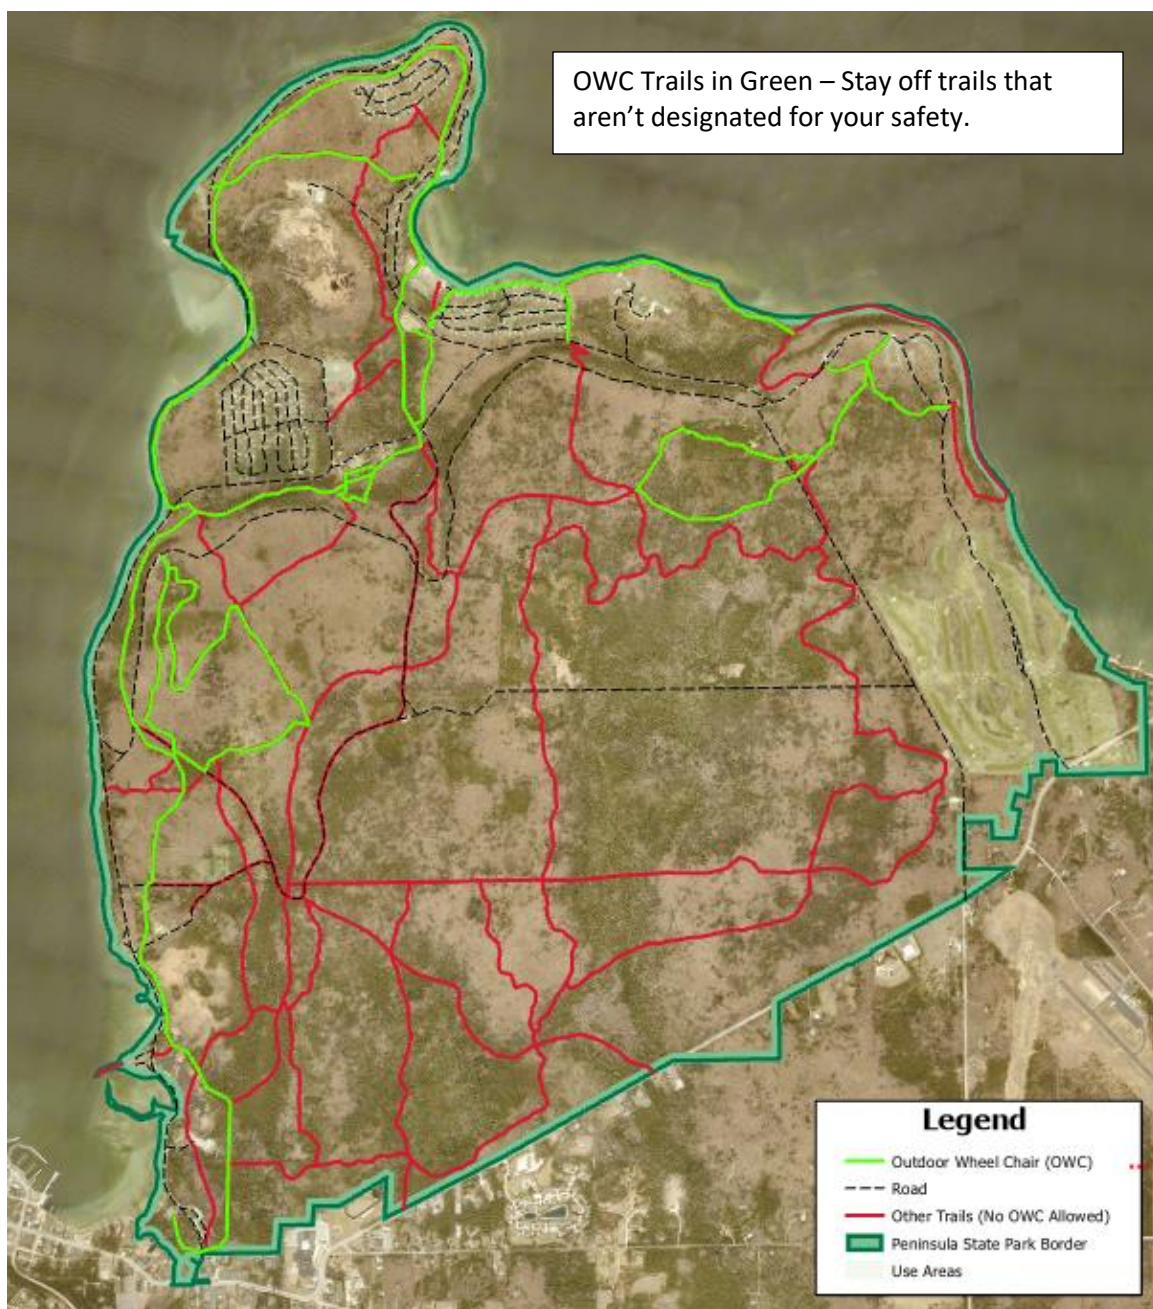 OWC Trails in Green – Stay off trails that
aren’t designated for your safety.
Legend
Outdoor Wheel Chair (OWC)
Road
Other Trails (No OWC Allowed)
Peninsula State Park Border
Use Areas